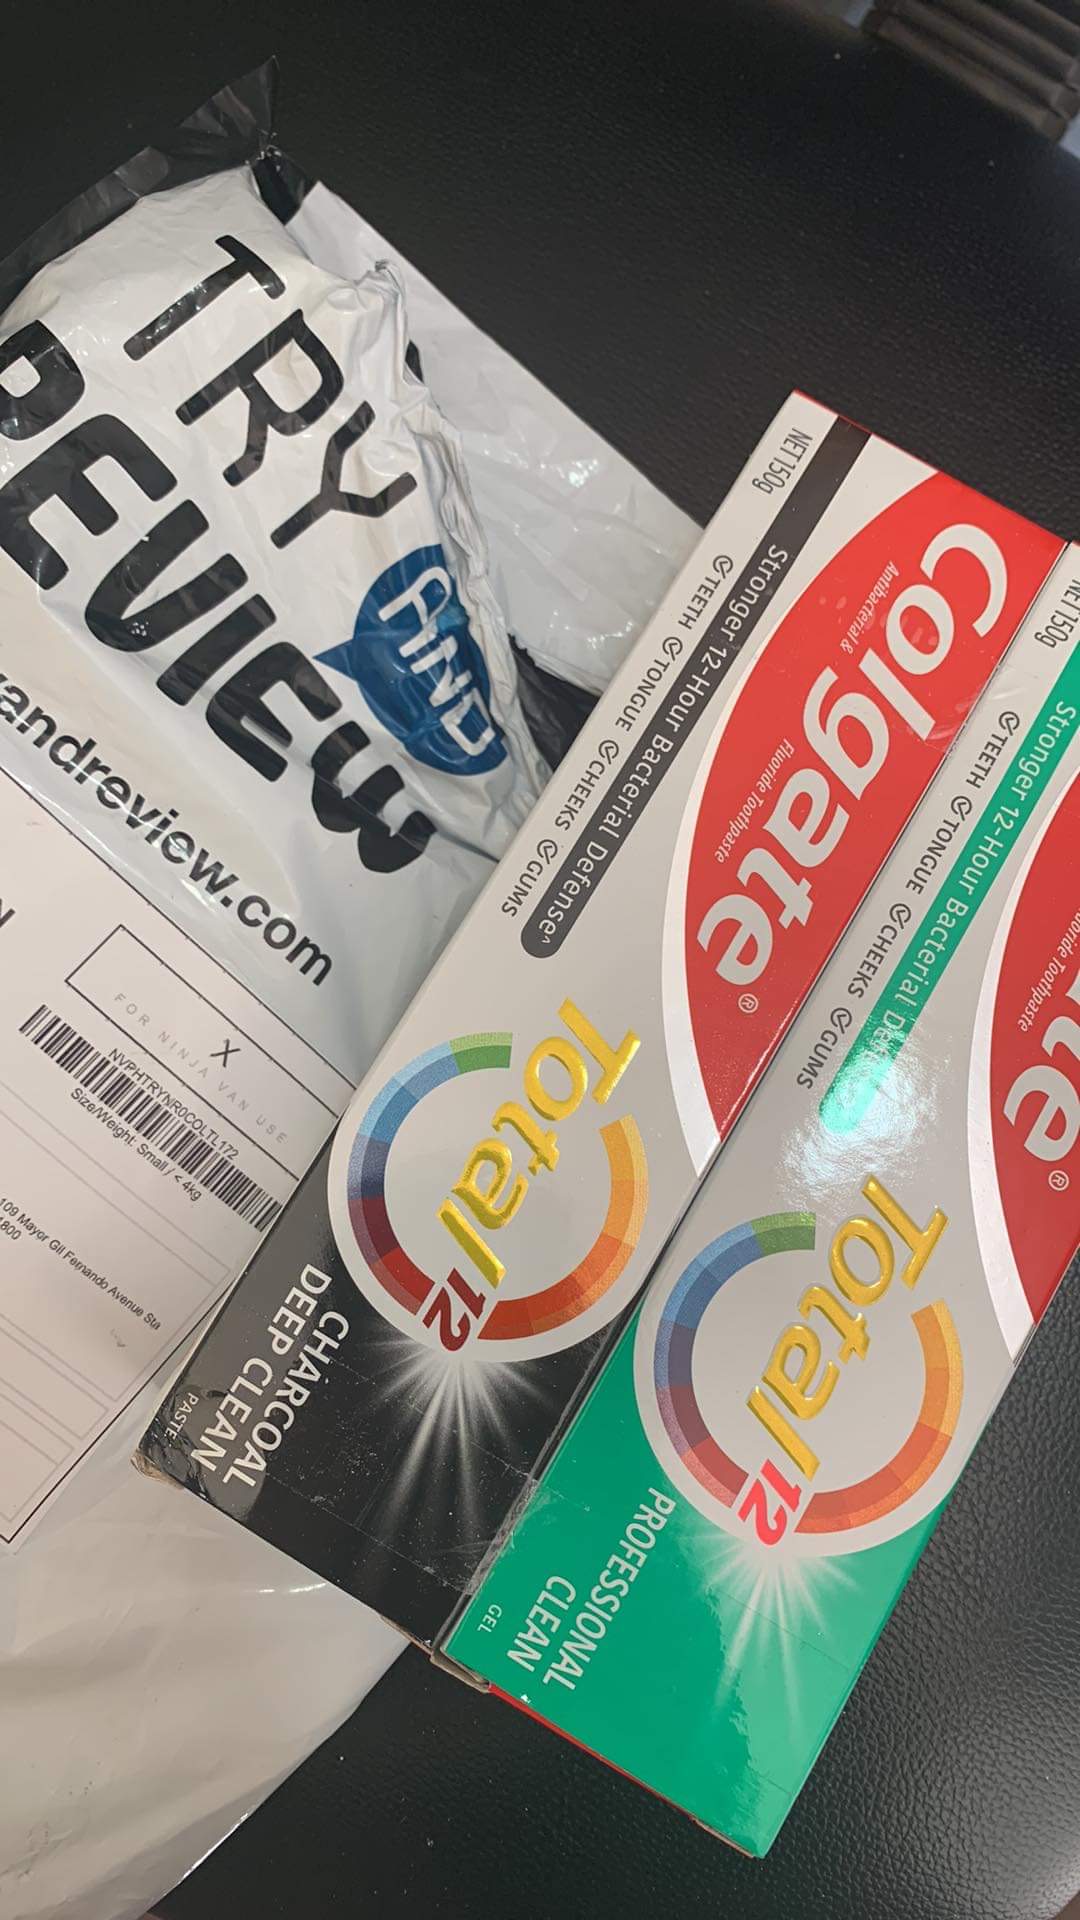 TRY
AND
REVIEW
andreview.com
X
FOR NINJA VAN USE
NVPHTRYNR0COLTL172
Size/Weight: Small / < 4kg
109 Mayor Gil Fernando Avenue Sta
1800
NET 150g
Stronger 12-Hour Bacterial Defense^
TEETH TONGUE CHEEKS GUMS
Colgate®
Antibacterial &
Fluoride Toothpaste
Total
12
CHARCOAL
DEEP CLEAN
PASTE
NET 150g
Stronger 12-Hour Bacterial
TEETH TONGUE CHEEKS GUMS
te®
Toothpaste
Total
12
PROFESSIONAL
CLEAN
GEL